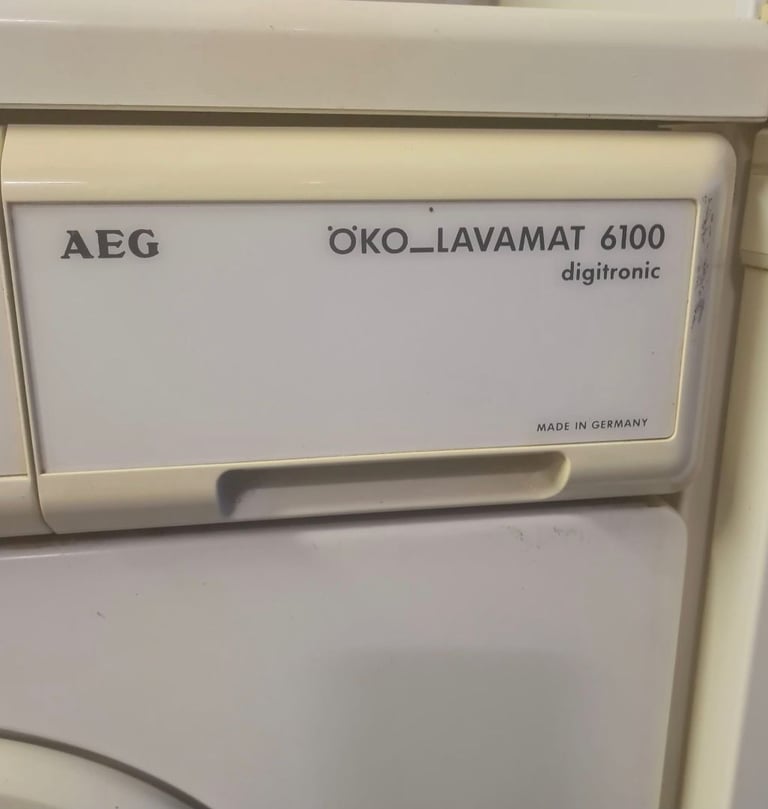 AEG
ÖKO_LAVAMAT 6100
digitronic
MADE IN GERMANY